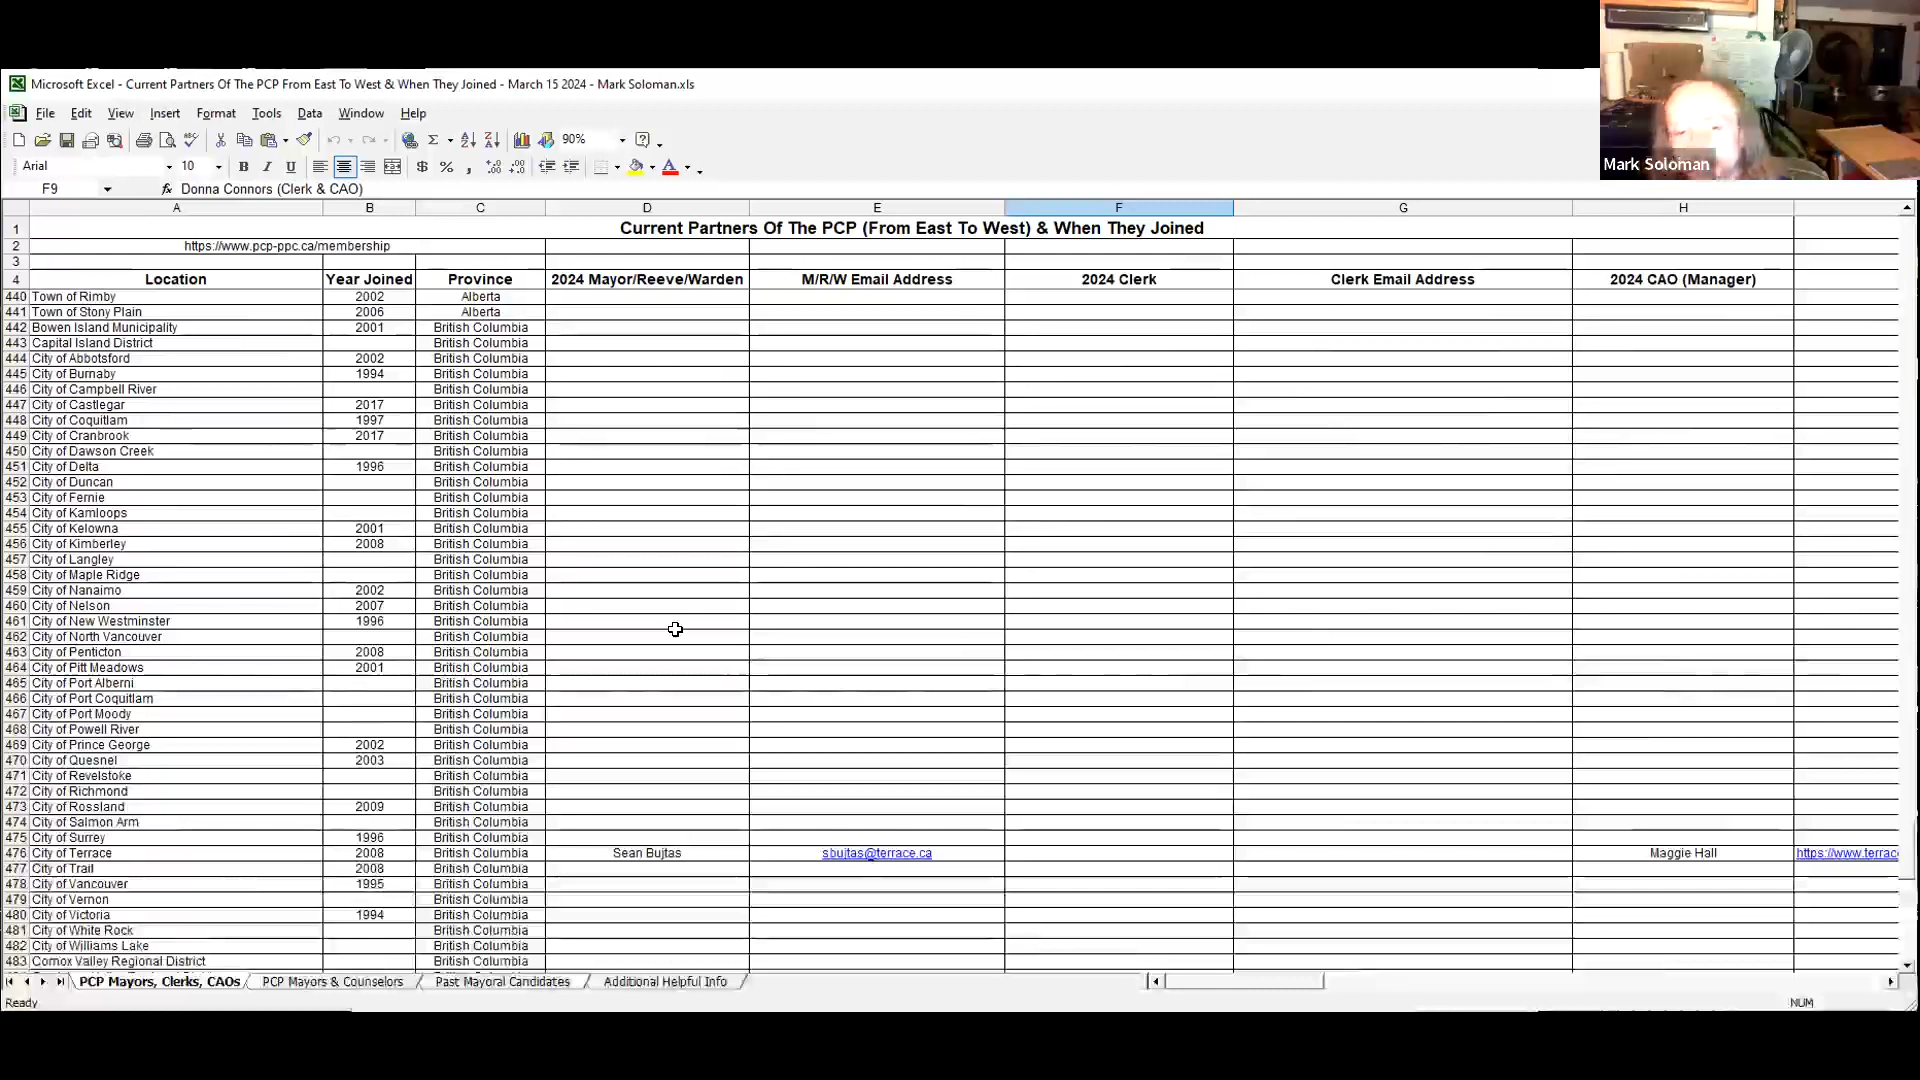 Microsoft Excel - Current Partners Of The PCP From East To West & When They Joined - March 15 2024 - Mark Soloman.xls
File Edit View Insert Format Tools Data Window Help
90%
Arial 10
F9 fx Donna Connors (Clerk & CAO)
Mark Soloman
A B C D E F G H
1 Current Partners Of The PCP (From East To West) & When They Joined
2 https://www.pcp-ppc.ca/membership
3
4 Location Year Joined Province 2024 Mayor/Reeve/Warden M/R/W Email Address 2024 Clerk Clerk Email Address 2024 CAO (Manager)
440 Town of Rimby 2002 Alberta
441 Town of Stony Plain 2006 Alberta
442 Bowen Island Municipality 2001 British Columbia
443 Capital Island District British Columbia
444 City of Abbotsford 2002 British Columbia
445 City of Burnaby 1994 British Columbia
446 City of Campbell River British Columbia
447 City of Castlegar 2017 British Columbia
448 City of Coquitlam 1997 British Columbia
449 City of Cranbrook 2017 British Columbia
450 City of Dawson Creek British Columbia
451 City of Delta 1996 British Columbia
452 City of Duncan British Columbia
453 City of Fernie British Columbia
454 City of Kamloops British Columbia
455 City of Kelowna 2001 British Columbia
456 City of Kimberley 2008 British Columbia
457 City of Langley British Columbia
458 City of Maple Ridge British Columbia
459 City of Nanaimo 2002 British Columbia
460 City of Nelson 2007 British Columbia
461 City of New Westminster 1996 British Columbia
462 City of North Vancouver British Columbia
463 City of Penticton 2008 British Columbia
464 City of Pitt Meadows 2001 British Columbia
465 City of Port Alberni British Columbia
466 City of Port Coquitlam British Columbia
467 City of Port Moody British Columbia
468 City of Powell River British Columbia
469 City of Prince George 2002 British Columbia
470 City of Quesnel 2003 British Columbia
471 City of Revelstoke British Columbia
472 City of Richmond British Columbia
473 City of Rossland 2009 British Columbia
474 City of Salmon Arm British Columbia
475 City of Surrey 1996 British Columbia
476 City of Terrace 2008 British Columbia Sean Bujtas sbujtas@terrace.ca Maggie Hall https://www.terrac
477 City of Trail 2008 British Columbia
478 City of Vancouver 1995 British Columbia
479 City of Vernon British Columbia
480 City of Victoria 1994 British Columbia
481 City of White Rock British Columbia
482 City of Williams Lake British Columbia
483 Comox Valley Regional District British Columbia
PCP Mayors, Clerks, CAOs PCP Mayors & Counselors Past Mayoral Candidates Additional Helpful Info
Ready NUM